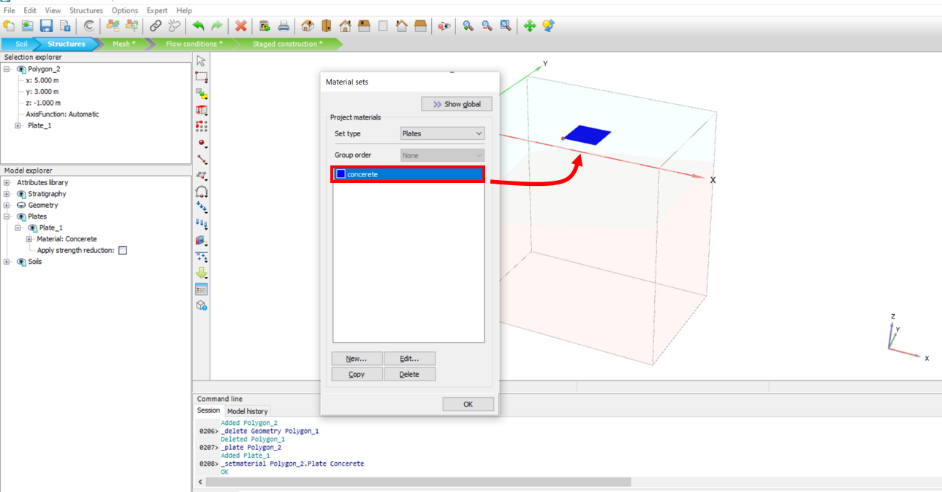 File Edit View Structures Options Expert Help
Soil Structures Mesh * Flow conditions * Staged construction *
Selection explorer
Polygon_2
x: 5.000 m
y: 3.000 m
z: -1.000 m
AxisFunction: Automatic
Plate_1
Model explorer
Attributes library
Stratigraphy
Geometry
Plates
Plate_1
Material: Concerete
Apply strength reduction:
Soils
Material sets
Show global
Project materials
Set type Plates
Group order None
concerete
New... Edit...
Copy Delete
OK
Y
X
Z
Y
X
Command line
Session Model history
Added Polygon_2
0206> _delete Geometry Polygon_1
Deleted Polygon_1
0207> _plate Polygon_2
Added Plate_1
0208> _setmaterial Polygon_2.Plate Concerete
OK